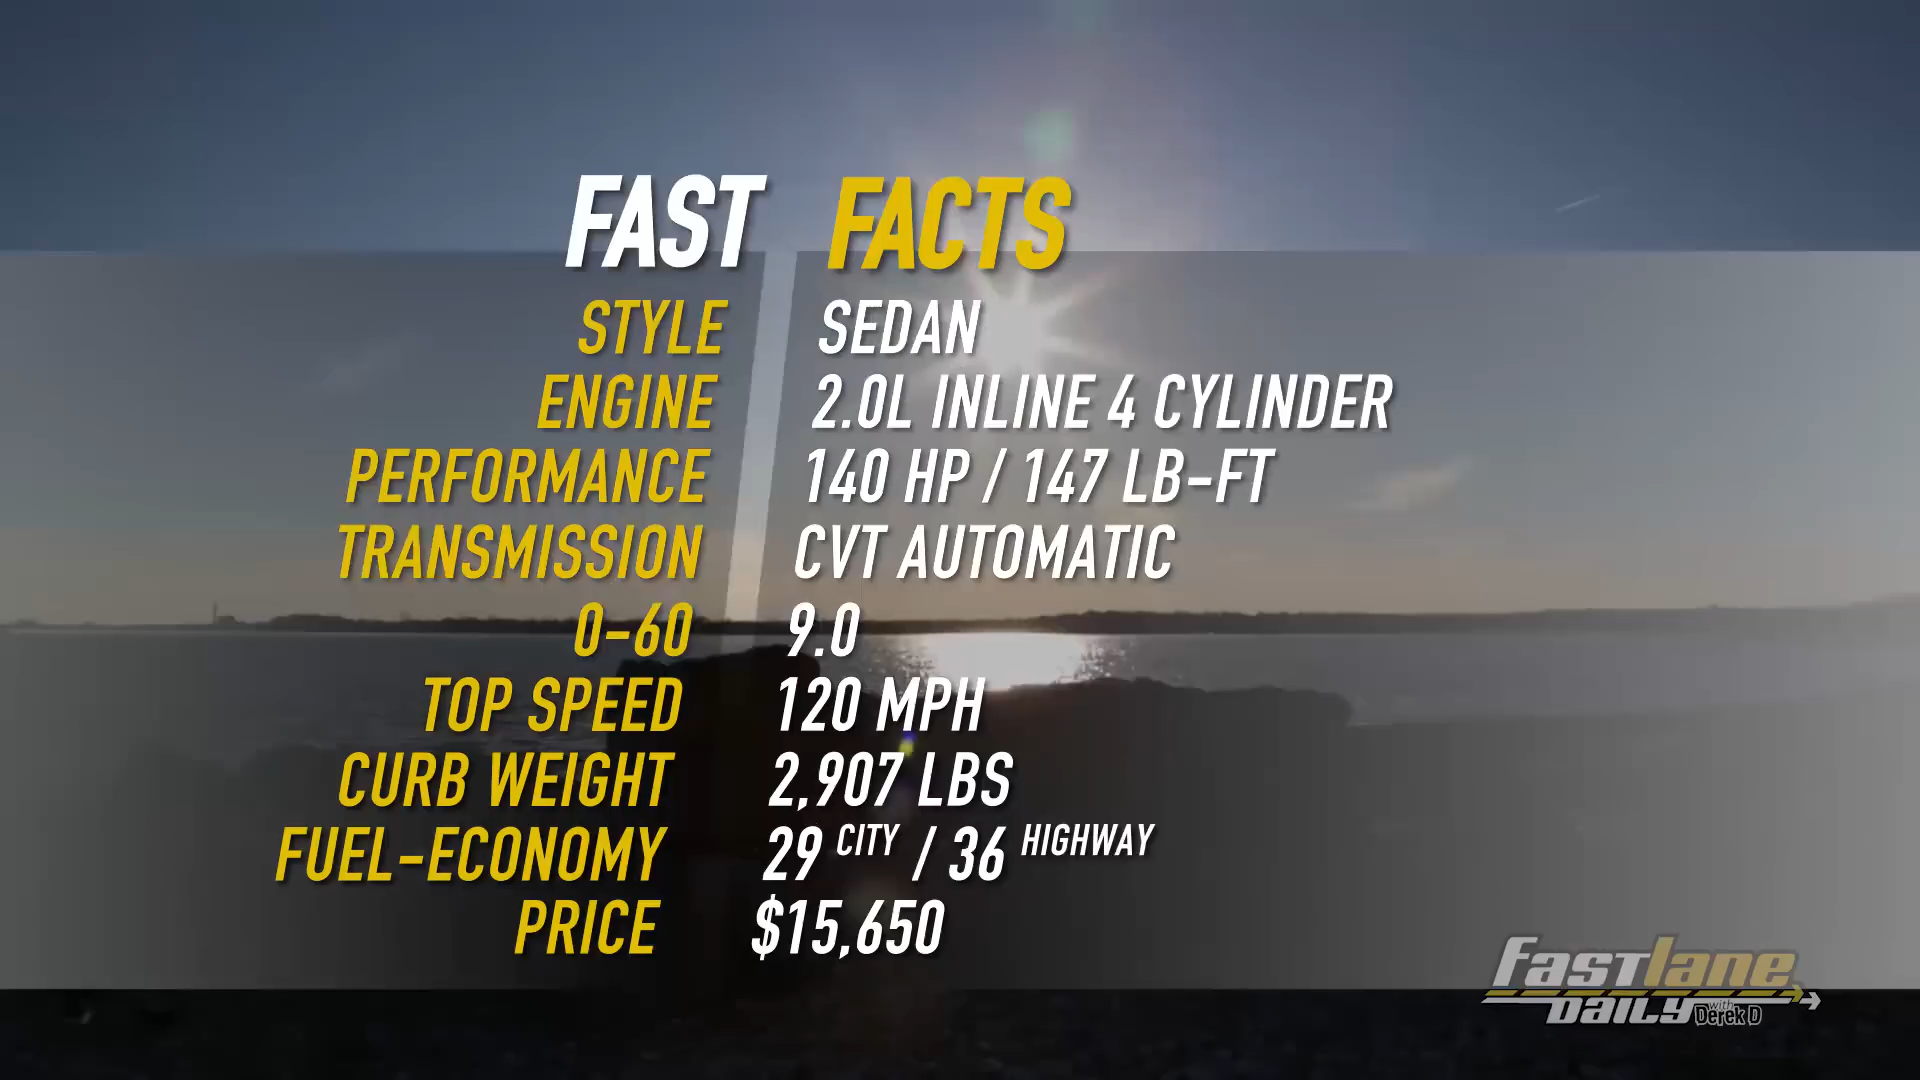 FAST FACTS
STYLE SEDAN
ENGINE 2.0L INLINE 4 CYLINDER
PERFORMANCE 140 HP / 147 LB-FT
TRANSMISSION CVT AUTOMATIC
0-60 9.0
TOP SPEED 120 MPH
CURB WEIGHT 2,907 LBS
FUEL-ECONOMY 29 CITY / 36 HIGHWAY
PRICE $15,650
fastlane
DAILY with Derek D